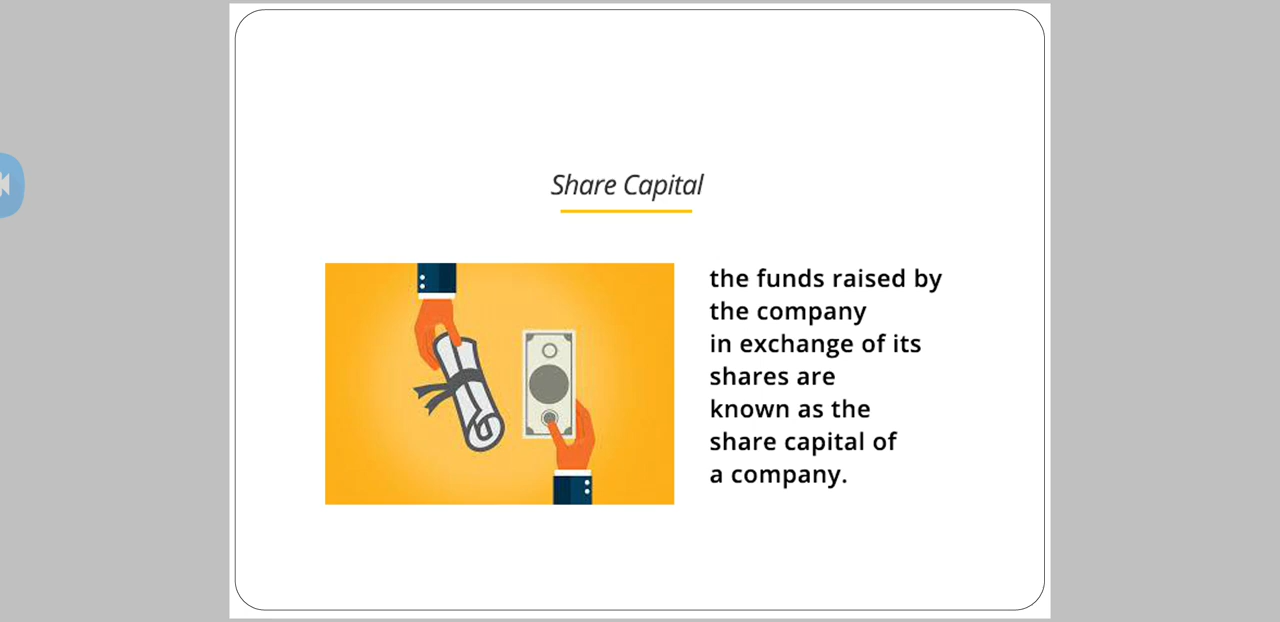 Share Capital
the funds raised by
the company
in exchange of its
shares are
known as the
share capital of
a company.